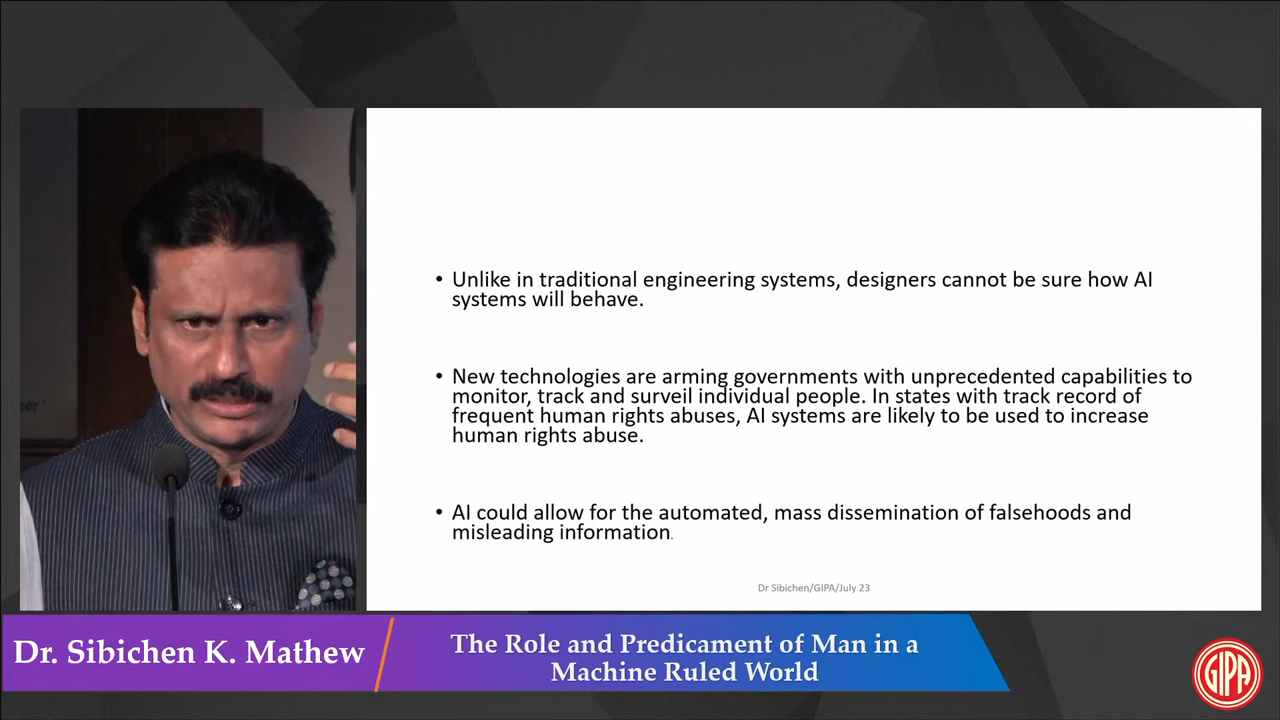 • Unlike in traditional engineering systems, designers cannot be sure how AI
systems will behave.
• New technologies are arming governments with unprecedented capabilities to
monitor, track and surveil individual people. In states with track record of
frequent human rights abuses, AI systems are likely to be used to increase
human rights abuse.
• AI could allow for the automated, mass dissemination of falsehoods and
misleading information.
Dr Sibichen/GIPA/July 23
Dr. Sibichen K. Mathew
The Role and Predicament of Man in a
Machine Ruled World
GIPA